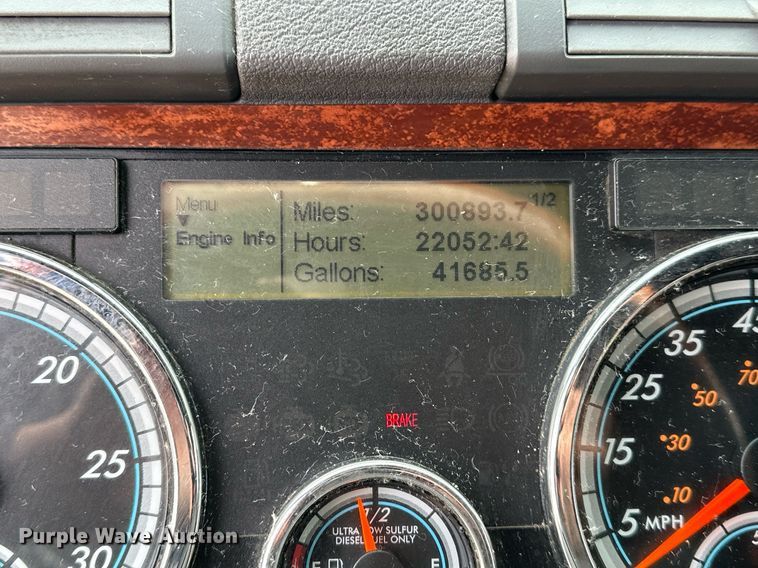 Menu
Engine Info
1/2
Miles: 300893.7
Hours: 22052:42
Gallons: 41685.5
20
25
30
BRAKE
1/2
ULTRA LOW SULFUR
DIESEL FUEL ONLY
E
F
5 MPH
15
25
35
45
10
30
50
70
Purple Wave Auction